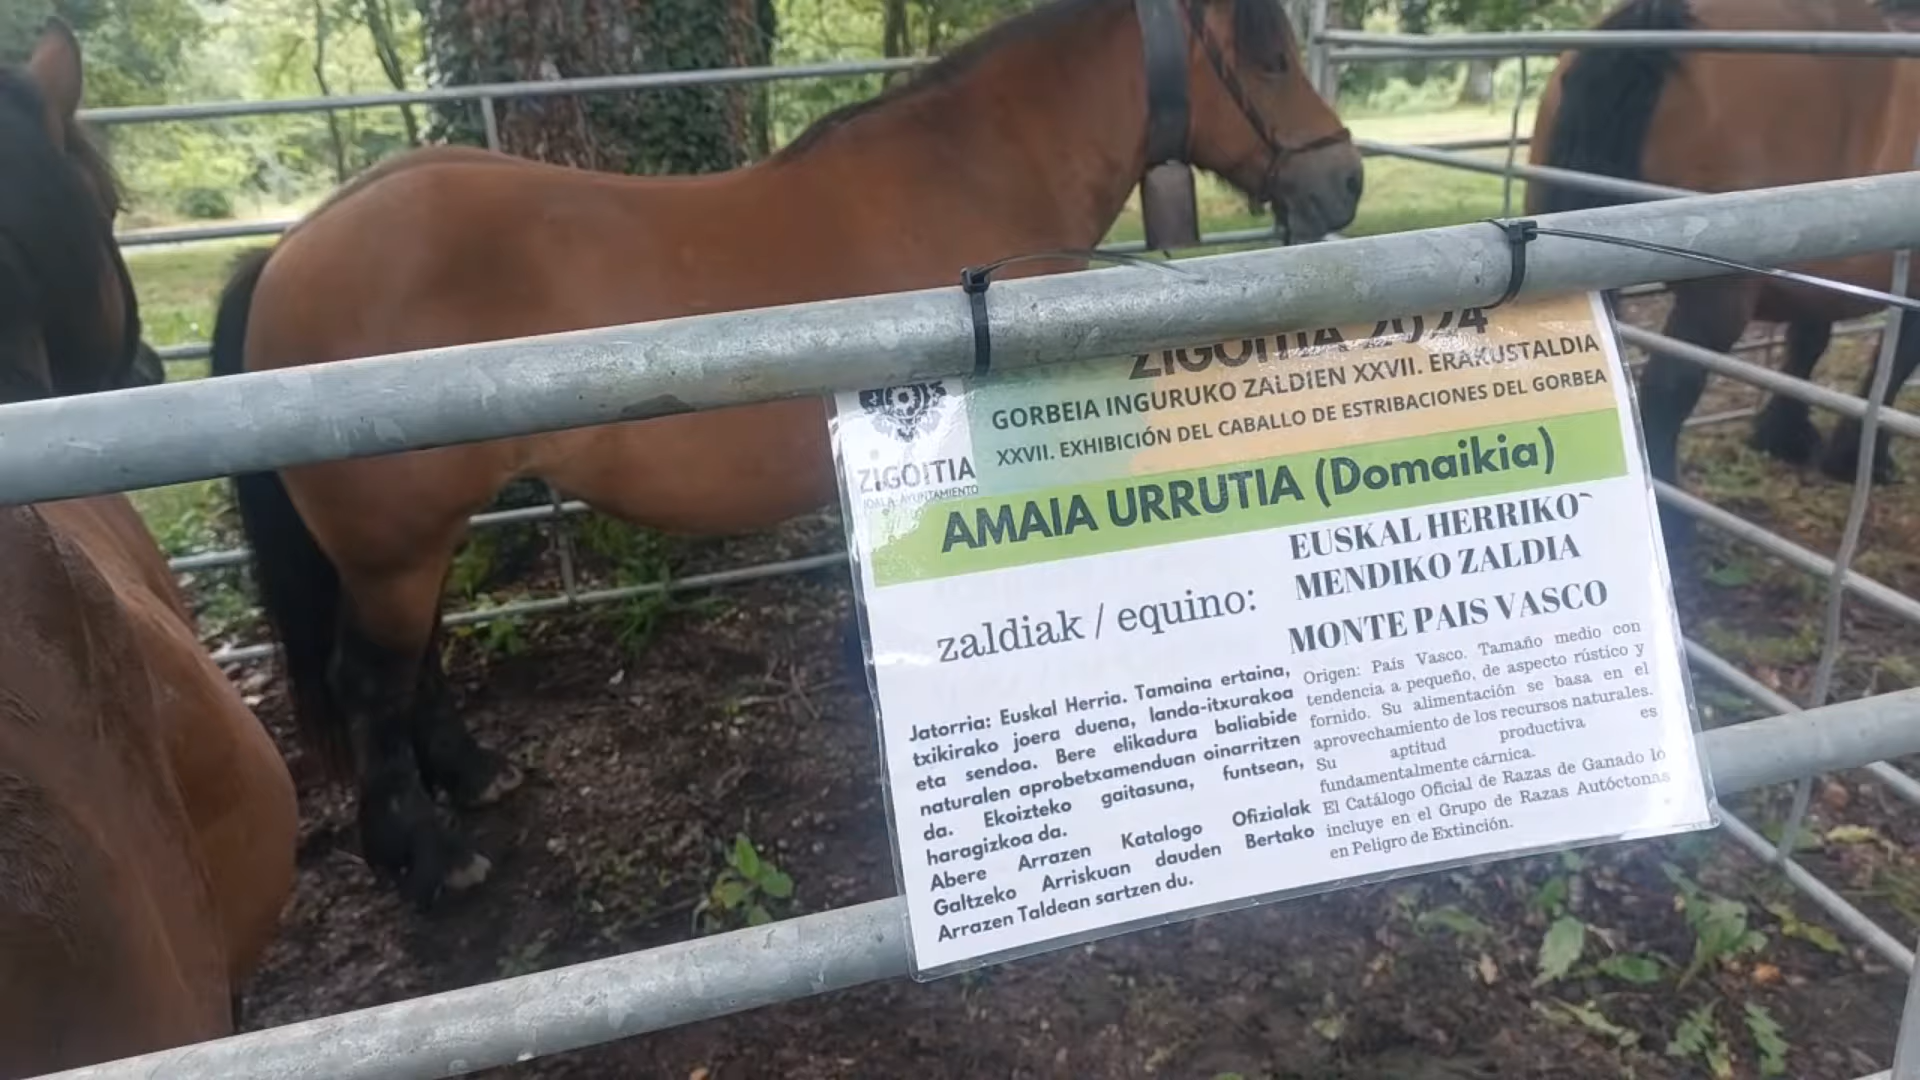 ZIGOITIA 2024
GORBEIA INGURUKO ZALDIEN XXVII. ERAKUSTALDIA
XXVII. EXHIBICIÓN DEL CABALLO DE ESTRIBACIONES DEL GORBEA
ZIGOITIA
UDALA-AYUNTAMIENTO
AMAIA URRUTIA (Domaikia)
zaldiak / equino:
EUSKAL HERRIKO
MENDIKO ZALDIA
MONTE PAIS VASCO
Jatorria: Euskal Herria. Tamaina ertaina,
txikirako joera duena, landa-itxurakoa
eta sendoa. Bere elikadura baliabide
naturalen aprobetxamenduan oinarritzen
da. Ekoizteko gaitasuna, funtsean,
haragizkoa da.
Abere Arrazen Katalogo Ofizialak
Galtzeko Arriskuan dauden Bertako
Arrazen Taldean sartzen du.
Origen: País Vasco. Tamaño medio con
tendencia a pequeño, de aspecto rústico y
fornido. Su alimentación se basa en el
aprovechamiento de los recursos naturales.
Su aptitud productiva es
fundamentalmente cárnica.
El Catálogo Oficial de Razas de Ganado lo
incluye en el Grupo de Razas Autóctonas
en Peligro de Extinción.